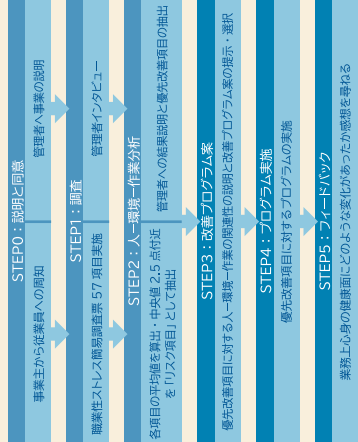 STEP0：説明と同意
事業主から従業員への周知
管理者へ事業の説明
STEP1：調査
職業性ストレス簡易調査票 57 項目実施
管理者インタビュー
STEP2：人ー環境ー作業分析
各項目の平均値を算出・中央値 2.5 点付近
を「リスク項目」として抽出
管理者への結果説明と優先改善項目の抽出
STEP3：改善プログラム案
優先改善項目に対する人ー環境ー作業の関連性の説明と改善プログラム案の提示・選択
STEP4：プログラム実施
優先改善項目に対するプログラムの実施
STEP5：フィードバック
業務上心身の健康面にどのような変化があったか感想を尋ねる